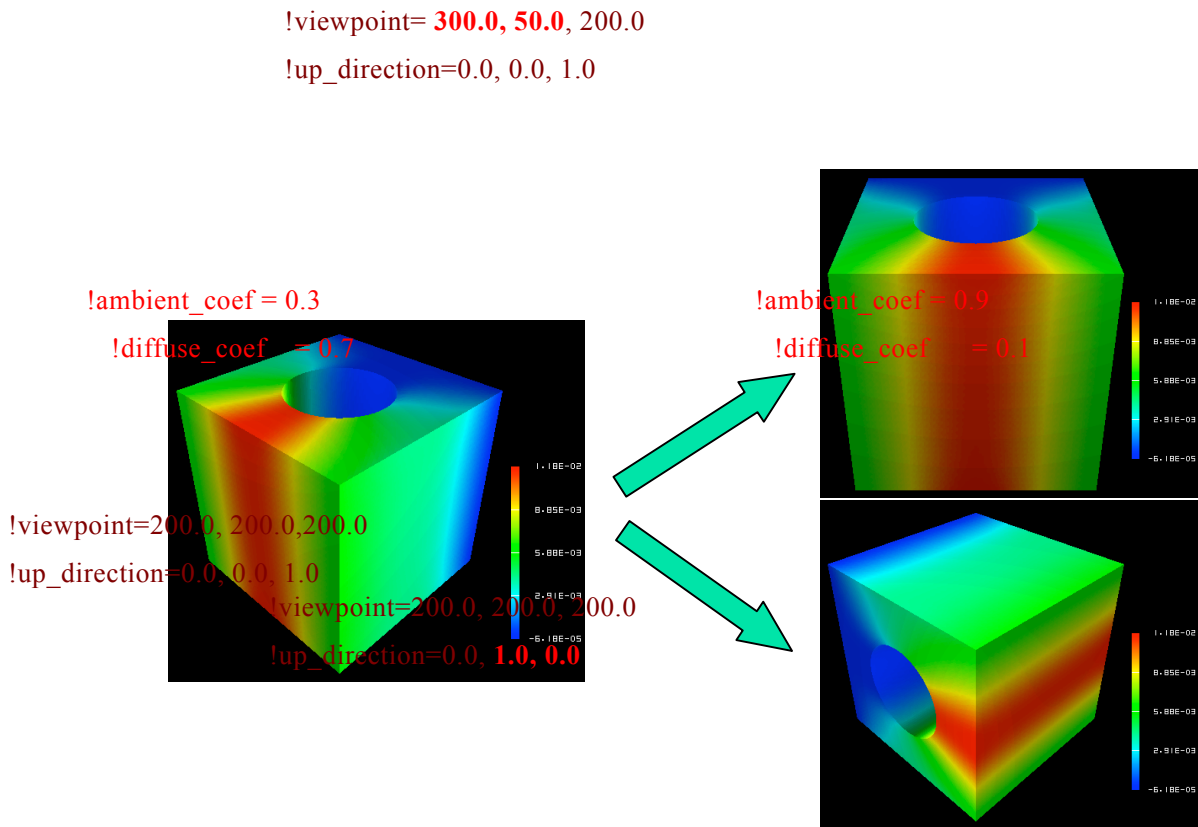 !viewpoint= 300.0, 50.0, 200.0
!up_direction=0.0, 0.0, 1.0
!ambient_coef = 0.3
!diffuse_coef = 0.7
!ambient_coef = 0.9
!diffuse_coef = 0.1
1.18E-02
8.85E-03
5.88E-03
2.91E-03
-6.18E-05
1.18E-02
8.85E-03
5.88E-03
2.91E-03
-6.18E-05
!viewpoint=200.0, 200.0,200.0
!up_direction=0.0, 0.0, 1.0
!viewpoint=200.0, 200.0, 200.0
!up_direction=0.0, 1.0, 0.0
1.18E-02
8.85E-03
5.88E-03
2.91E-03
-6.18E-05